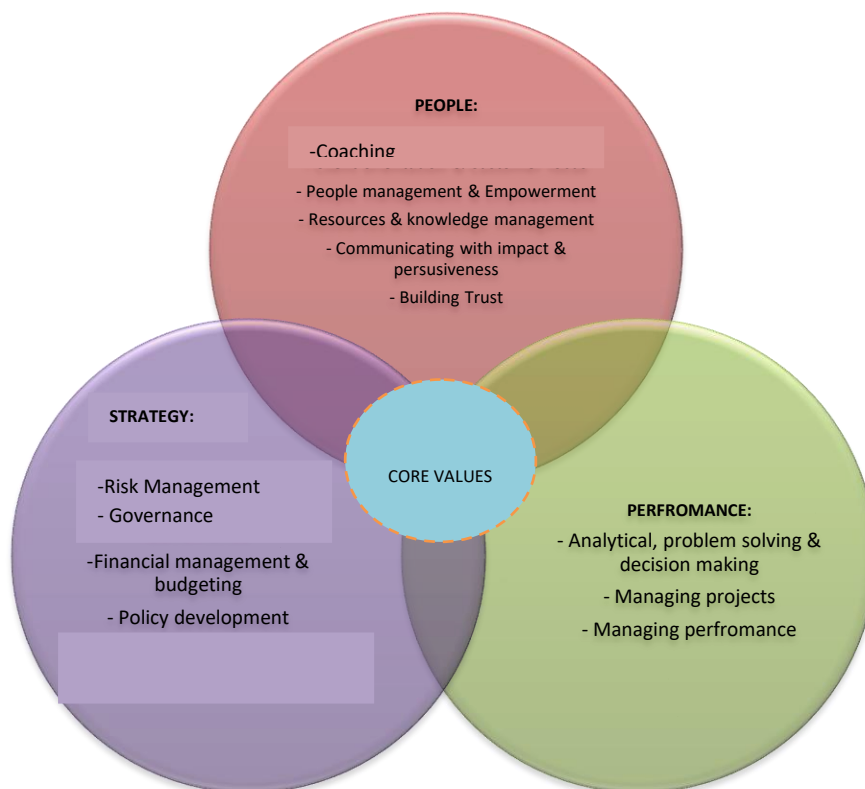 PEOPLE:
-Coaching
- People management & Empowerment
- Resources & knowledge management
- Communicating with impact &
persusiveness
- Building Trust
STRATEGY:
-Risk Management
- Governance
-Financial management &
budgeting
- Policy development
CORE VALUES
PERFROMANCE:
- Analytical, problem solving &
decision making
- Managing projects
- Managing perfromance